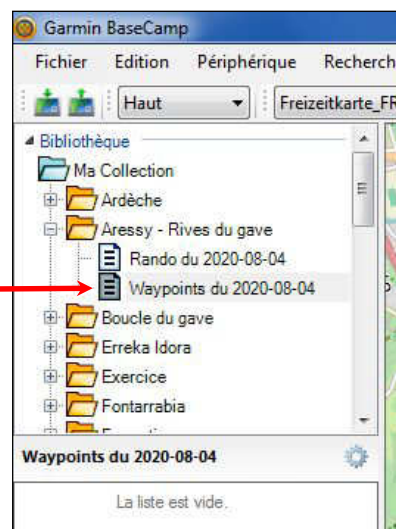 Garmin BaseCamp
Fichier Edition Périphérique Recherch
Haut Freizeitkarte_FR
Bibliothèque
Ma Collection
Ardèche
Aressy - Rives du gave
Rando du 2020-08-04
Waypoints du 2020-08-04
Boucle du gave
Erreka Idora
Exercice
Fontarrabia
Waypoints du 2020-08-04
La liste est vide.